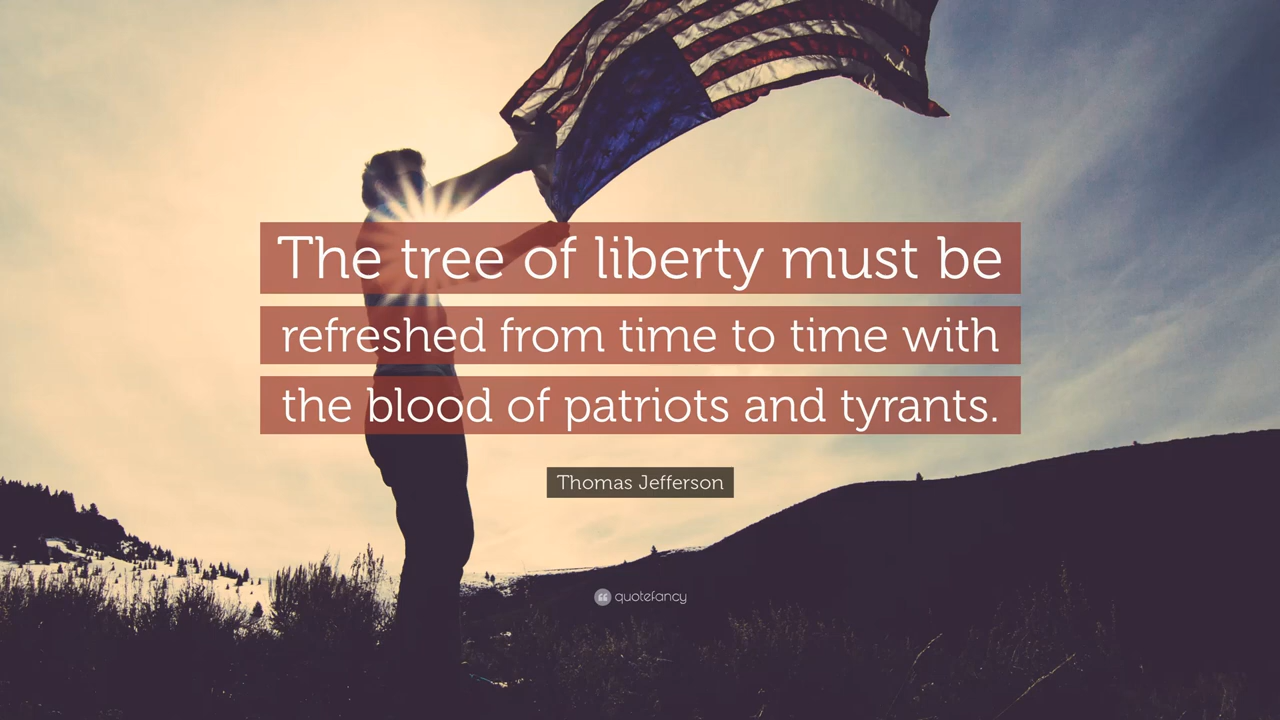 The tree of liberty must be
refreshed from time to time with
the blood of patriots and tyrants.
Thomas Jefferson
quotefancy